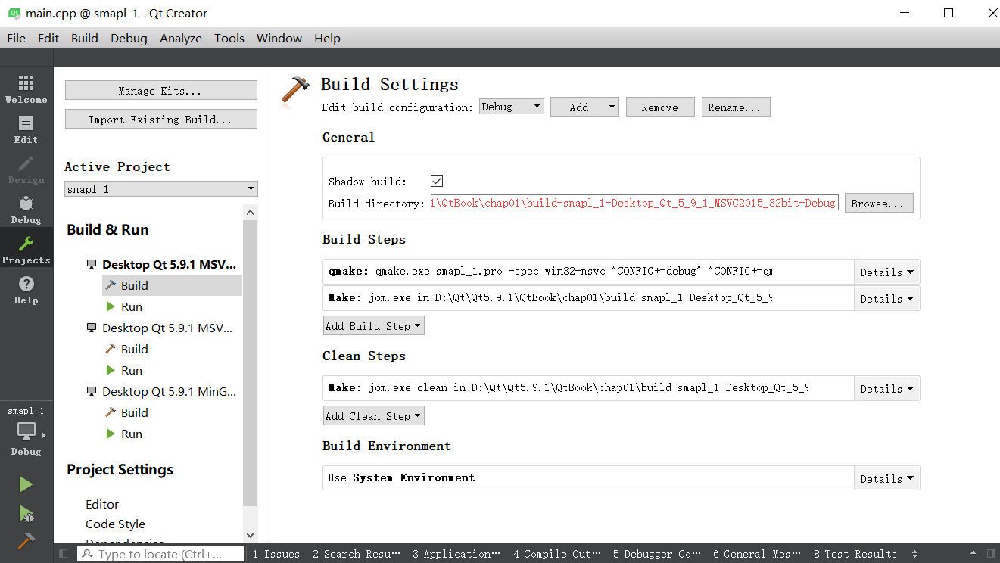 main.cpp @ smapl_1 - Qt Creator
File Edit Build Debug Analyze Tools Window Help
Welcome
Edit
Design
Debug
Projects
Help
smapl_1
Debug
Manage Kits...
Import Existing Build...
Active Project
smapl_1
Build & Run
Desktop Qt 5.9.1 MSV...
Build
Run
Desktop Qt 5.9.1 MSV...
Build
Run
Desktop Qt 5.9.1 MinG...
Build
Run
Project Settings
Editor
Code Style
Dependencies
Build Settings
Edit build configuration: Debug Add Remove Rename...
General
Shadow build:
Build directory: 1\QtBook\chap01\build-smapl_1-Desktop_Qt_5_9_1_MSVC2015_32bit-Debug Browse...
Build Steps
qmake: qmake.exe smapl_1.pro -spec win32-msvc "CONFIG+=debug" "CONFIG+=qm Details
Make: jom.exe in D:\Qt\Qt5.9.1\QtBook\chap01\build-smapl_1-Desktop_Qt_5_9 Details
Add Build Step
Clean Steps
Make: jom.exe clean in D:\Qt\Qt5.9.1\QtBook\chap01\build-smapl_1-Desktop_Qt_5_9 Details
Add Clean Step
Build Environment
Use System Environment Details
Type to locate (Ctrl+... 1 Issues 2 Search Resu... 3 Application... 4 Compile Out... 5 Debugger Co... 6 General Mes... 8 Test Results